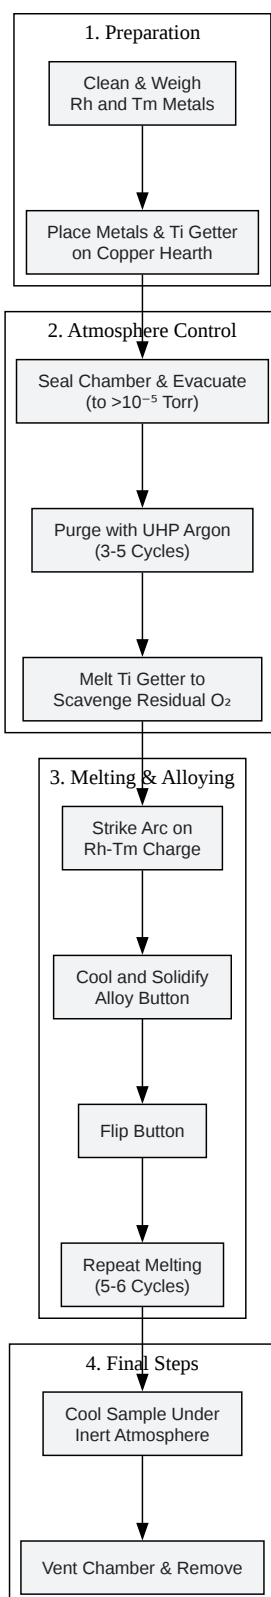 1. Preparation
Clean & Weigh
Rh and Tm Metals
Place Metals & Ti Getter
on Copper Hearth
2. Atmosphere Control
Seal Chamber & Evacuate
(to >10⁻⁵ Torr)
Purge with UHP Argon
(3-5 Cycles)
Melt Ti Getter to
Scavenge Residual O₂
3. Melting & Alloying
Strike Arc on
Rh-Tm Charge
Cool and Solidify
Alloy Button
Flip Button
Repeat Melting
(5-6 Cycles)
4. Final Steps
Cool Sample Under
Inert Atmosphere
Vent Chamber & Remove